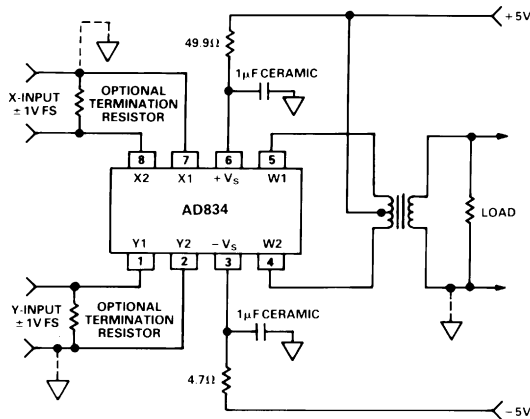 +5V
49.9Ω
1μF CERAMIC
X-INPUT
± 1V FS
OPTIONAL
TERMINATION
RESISTOR
8 7 6 5
X2 X1 +VS W1
AD834
Y1 Y2 −VS W2
1 2 3 4
LOAD
Y-INPUT
± 1V FS
OPTIONAL
TERMINATION
RESISTOR
1μF CERAMIC
4.7Ω
−5V